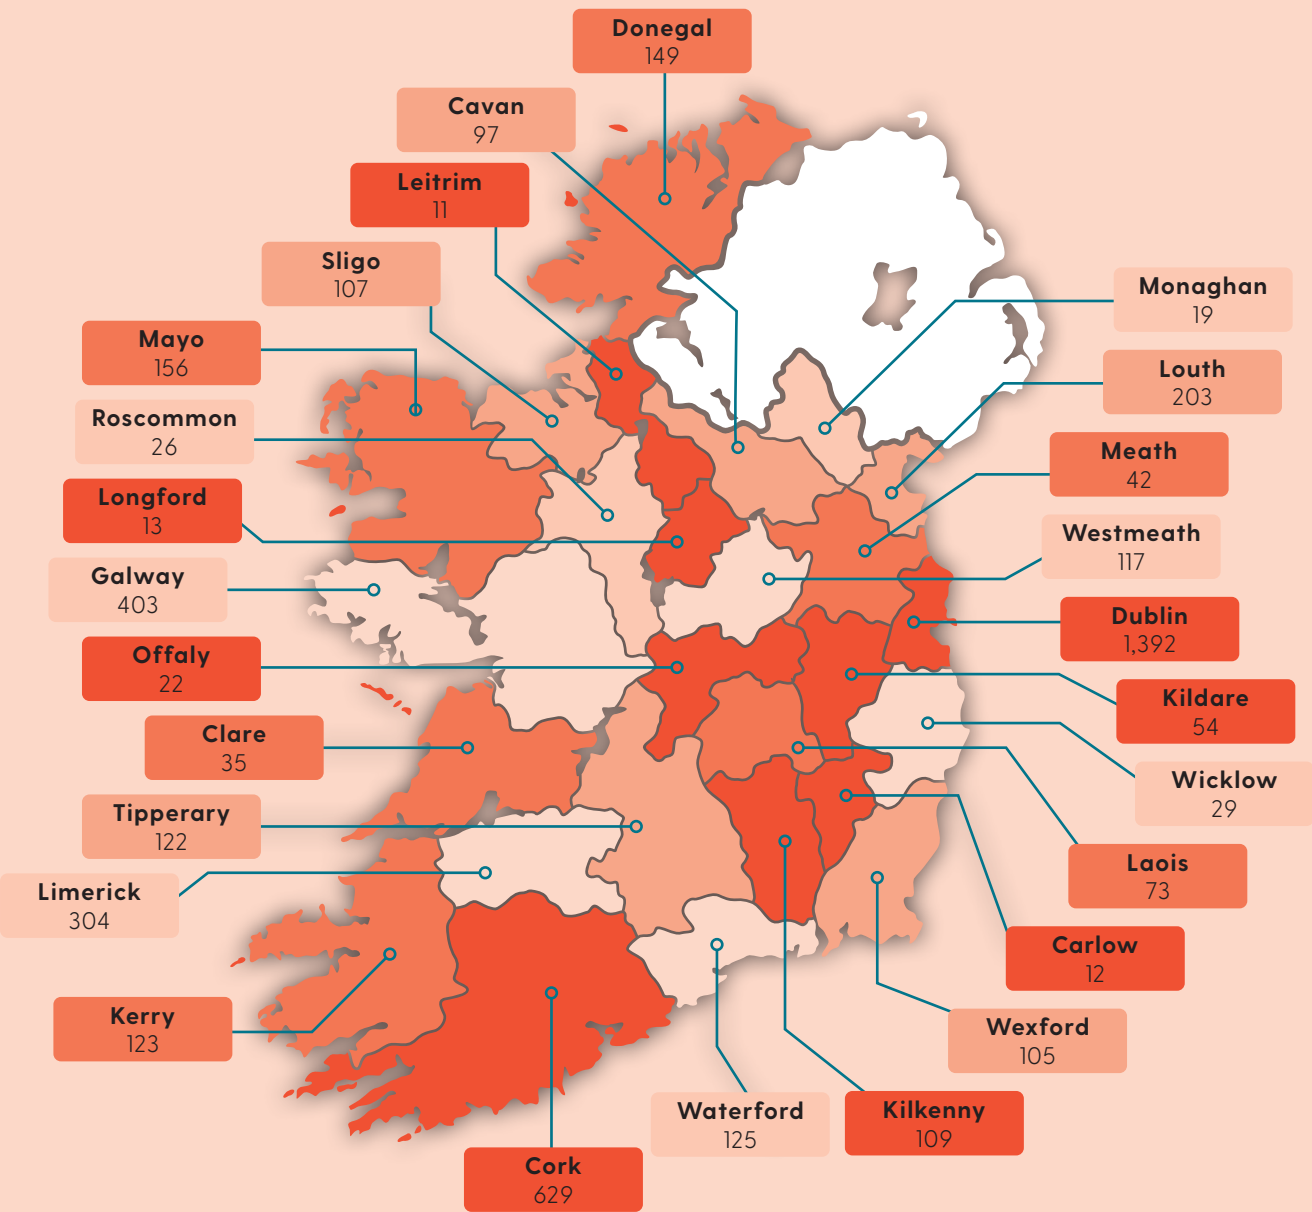 Donegal
149
Cavan
97
Leitrim
11
Sligo
107
Mayo
156
Roscommon
26
Longford
13
Galway
403
Offaly
22
Clare
35
Tipperary
122
Limerick
304
Kerry
123
Cork
629
Monaghan
19
Louth
203
Meath
42
Westmeath
117
Dublin
1,392
Kildare
54
Wicklow
29
Laois
73
Carlow
12
Wexford
105
Kilkenny
109
Waterford
125